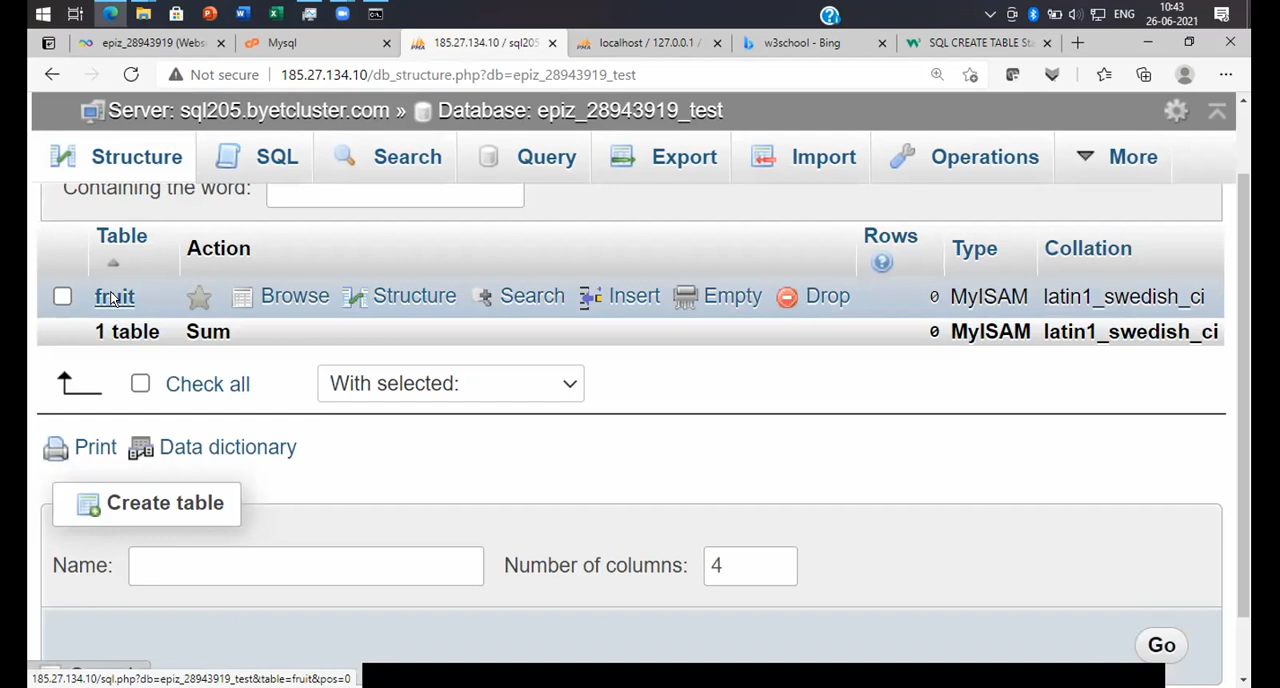 10:43
ENG
26-06-2021
epiz_28943919 (Webs
Mysql
185.27.134.10 / sql205
localhost / 127.0.0.1 /
w3school - Bing
SQL CREATE TABLE St
Not secure
185.27.134.10/db_structure.php?db=epiz_28943919_test
Server: sql205.byetcluster.com » Database: epiz_28943919_test
Structure SQL Search Query Export Import Operations More
Containing the word:
Table Action Rows Type Collation
fruit Browse Structure Search Insert Empty Drop 0 MyISAM latin1_swedish_ci
1 table Sum 0 MyISAM latin1_swedish_ci
Check all With selected:
Print Data dictionary
Create table
Name: Number of columns: 4
Go
185.27.134.10/sql.php?db=epiz_28943919_test&table=fruit&pos=0